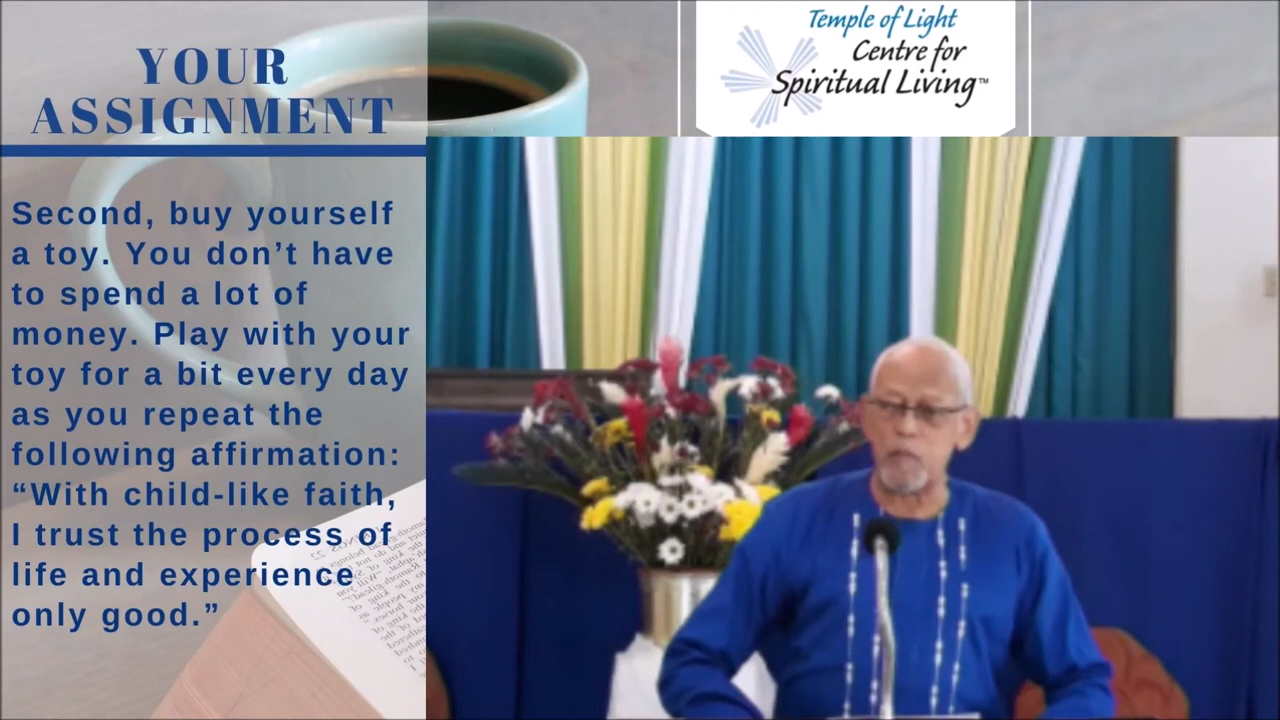 YOUR
ASSIGNMENT
Second, buy yourself
a toy. You don’t have
to spend a lot of
money. Play with your
toy for a bit every day
as you repeat the
following affirmation:
“With child-like faith,
I trust the process of
life and experience
only good.”
Temple of Light
Centre for
Spiritual Living™